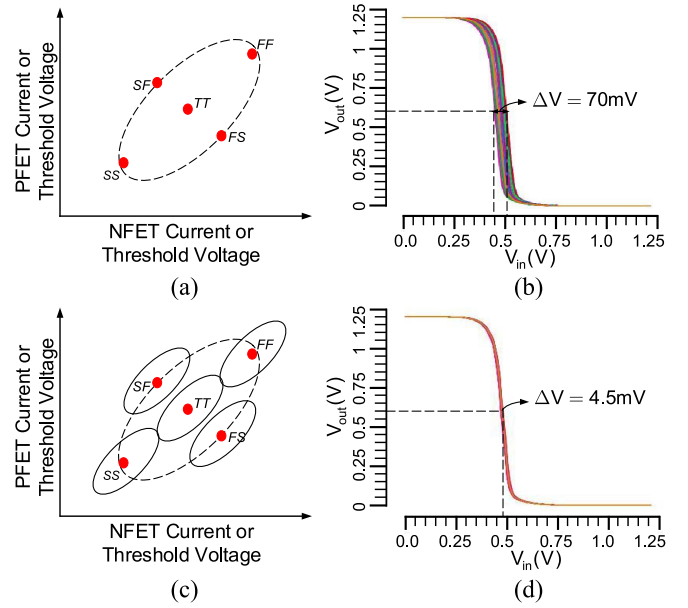 PFET Current or
Threshold Voltage
FF
SF
TT
FS
SS
NFET Current or
Threshold Voltage
(a)
V_out(V)
1.25
1
0.75
0.5
0.25
0
ΔV = 70mV
0.0 0.25 0.5 0.75 1.0 1.25
V_in(V)
(b)
PFET Current or
Threshold Voltage
FF
SF
TT
FS
SS
NFET Current or
Threshold Voltage
(c)
V_out(V)
1.25
1
0.75
0.5
0.25
0
ΔV = 4.5mV
0.0 0.25 0.5 0.75 1.0 1.25
V_in(V)
(d)